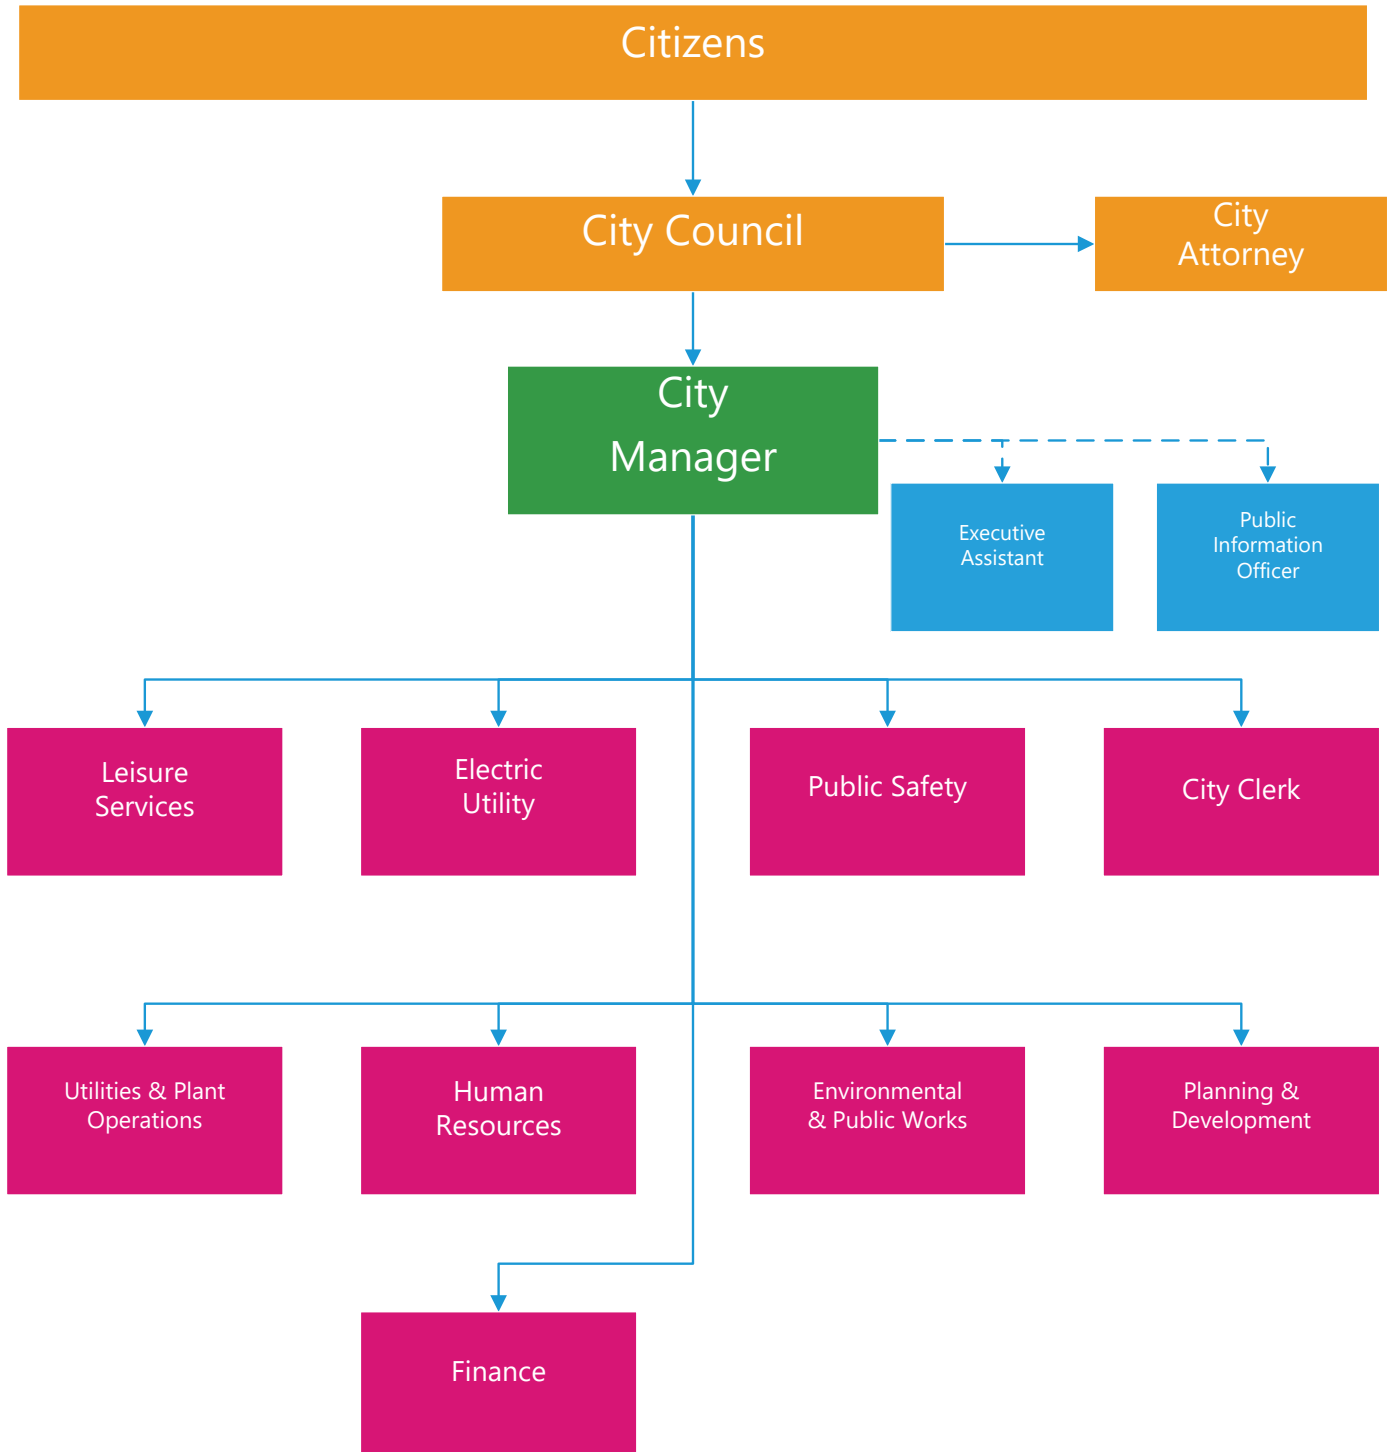 Citizens
City Council
City
Attorney
City
Manager
Executive
Assistant
Public
Information
Officer
Leisure
Services
Electric
Utility
Public Safety
City Clerk
Utilities & Plant
Operations
Human
Resources
Environmental
& Public Works
Planning &
Development
Finance